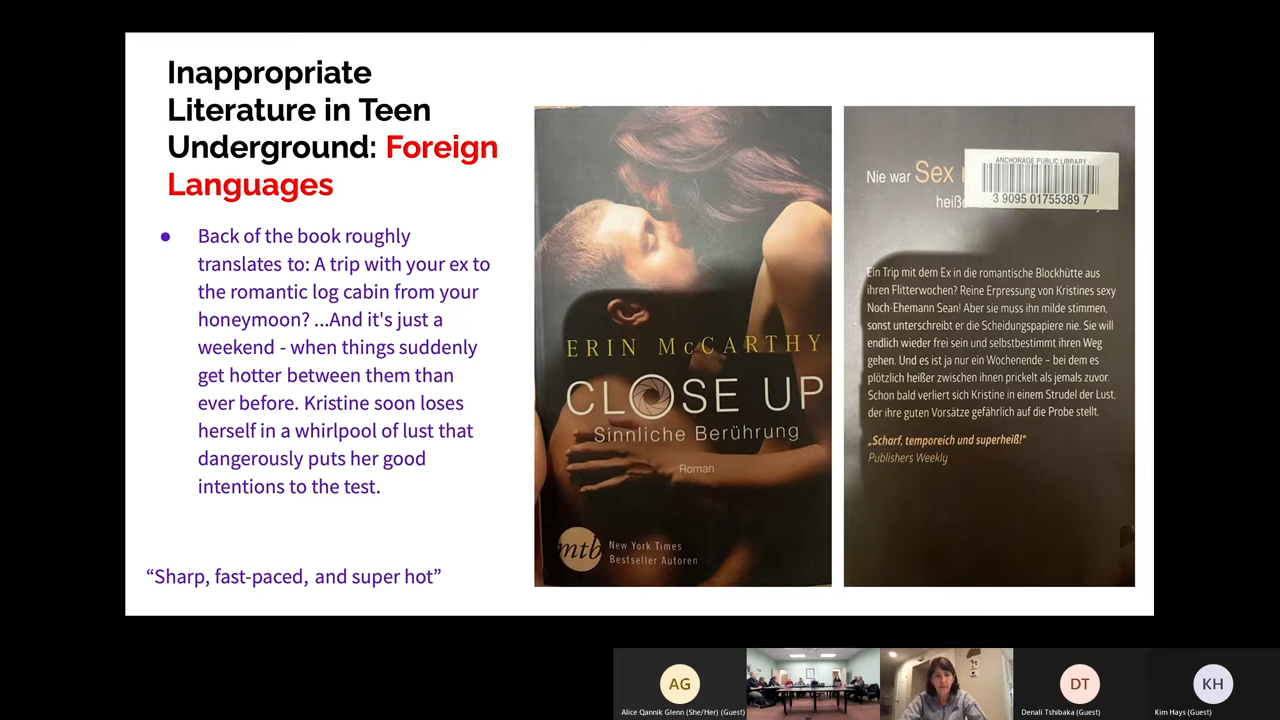 Inappropriate
Literature in Teen
Underground: Foreign
Languages
● Back of the book roughly
translates to: A trip with your ex to
the romantic log cabin from your
honeymoon? ...And it's just a
weekend - when things suddenly
get hotter between them than
ever before. Kristine soon loses
herself in a whirlpool of lust that
dangerously puts her good
intentions to the test.
“Sharp, fast-paced, and super hot”
ERIN McCARTHY
CLOSE UP
Sinnliche Berührung
Roman
mtb
New York Times
Bestseller Autoren
ANCHORAGE PUBLIC LIBRARY
3 9095 01755389 7
Nie war Sex
Ein Trip mit dem Ex in die romantische Blockhütte aus
ihren Flitterwochen? Reine Erpressung von Kristines sexy
Noch-Ehemann Sean! Aber sie muss ihn milde stimmen,
sonst unterschreibt er die Scheidungspapiere nie. Sie will
endlich wieder frei sein und selbstbestimmt ihren Weg
gehen. Und es ist ja nur ein Wochenende – bei dem es
plötzlich heißer zwischen ihnen prickelt als jemals zuvor.
Schon bald verliert sich Kristine in einem Strudel der Lust,
der ihre guten Vorsätze gefährlich auf die Probe stellt.
„Scharf, temporeich und superheiß!“
Publishers Weekly
AG
Alice Qannik Glenn (She/Her) (Guest)
DT
Denali Tshibaka (Guest)
KH
Kim Hays (Guest)